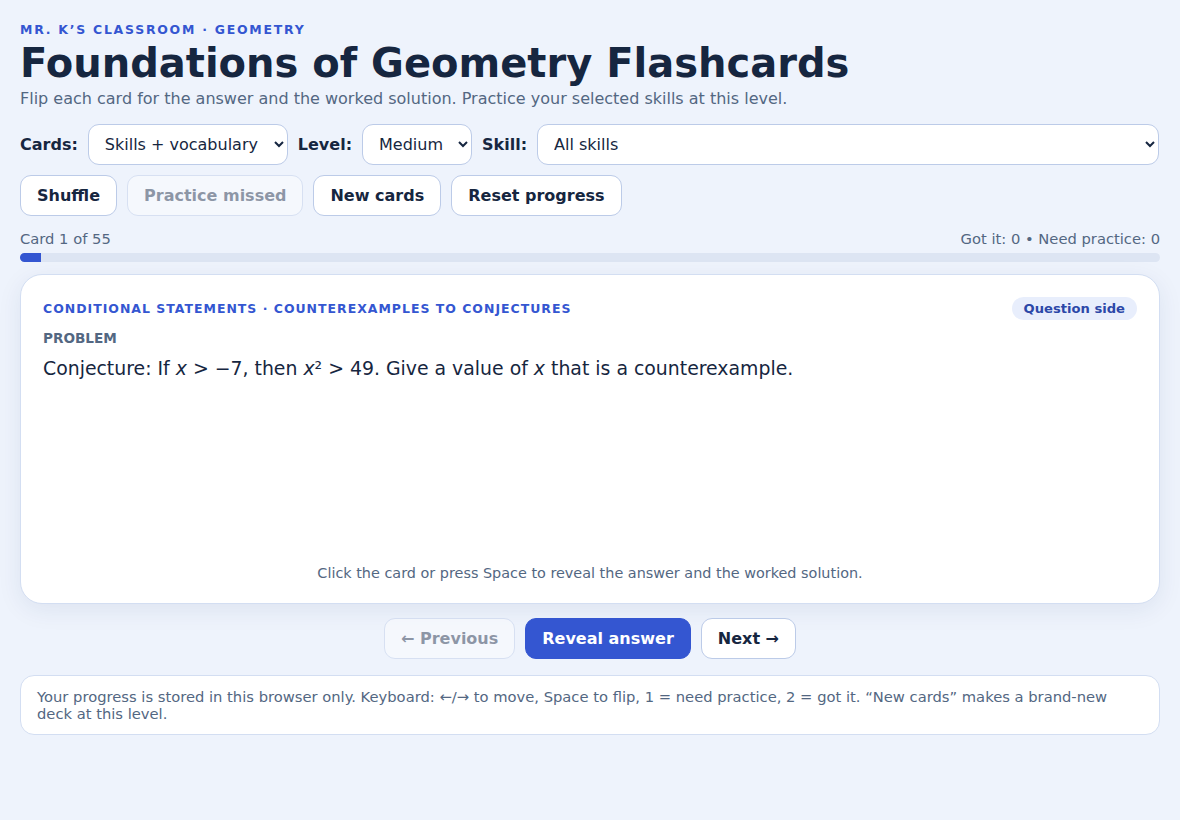 MR. K’S CLASSROOM · GEOMETRY
Foundations of Geometry Flashcards
Flip each card for the answer and the worked solution. Practice your selected skills at this level.
Cards: Skills + vocabulary Level: Medium Skill: All skills
Shuffle Practice missed New cards Reset progress
Card 1 of 55 Got it: 0 • Need practice: 0
CONDITIONAL STATEMENTS · COUNTEREXAMPLES TO CONJECTURES Question side
PROBLEM
Conjecture: If x > −7, then x² > 49. Give a value of x that is a counterexample.
Click the card or press Space to reveal the answer and the worked solution.
← Previous Reveal answer Next →
Your progress is stored in this browser only. Keyboard: ←/→ to move, Space to flip, 1 = need practice, 2 = got it. “New cards” makes a brand-new
deck at this level.